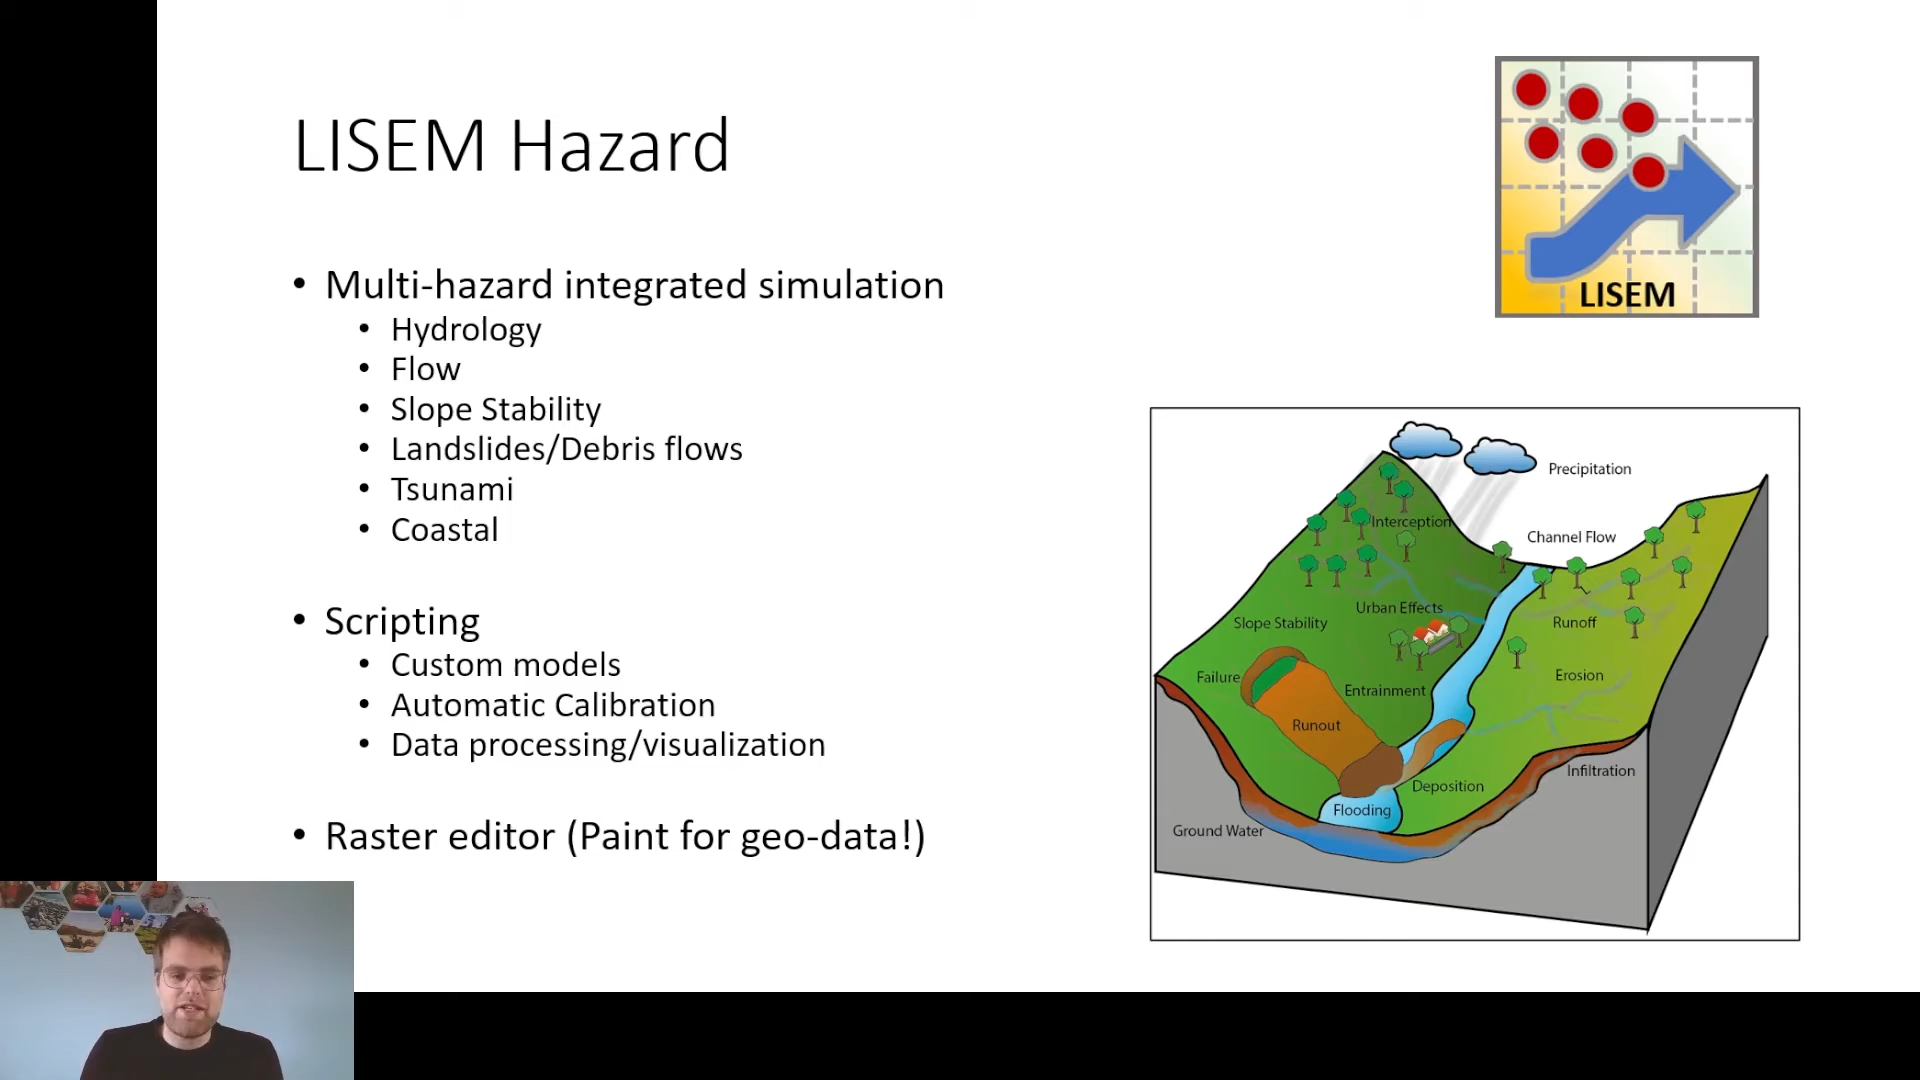 LISEM Hazard
• Multi-hazard integrated simulation
• Hydrology
• Flow
• Slope Stability
• Landslides/Debris flows
• Tsunami
• Coastal
• Scripting
• Custom models
• Automatic Calibration
• Data processing/visualization
• Raster editor (Paint for geo-data!)
LISEM
Precipitation
Interception
Channel Flow
Urban Effects
Slope Stability
Runoff
Failure
Entrainment
Erosion
Runout
Infiltration
Deposition
Flooding
Ground Water